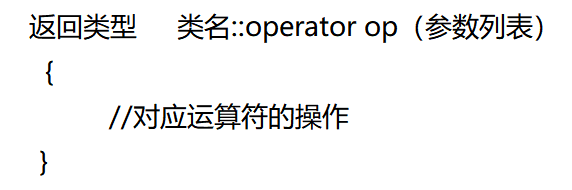 返回类型 类名::operator op（参数列表）
{
//对应运算符的操作
}